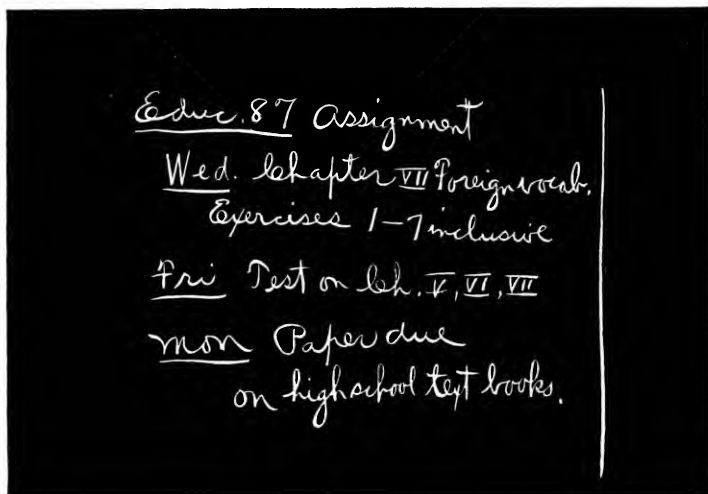 Educ. 87 Assignment
Wed. Chapter VII Foreign vocab.
Exercises 1-7 inclusive
Fri Test on Ch. V, VI, VII
Mon Paper due
on high school text books.